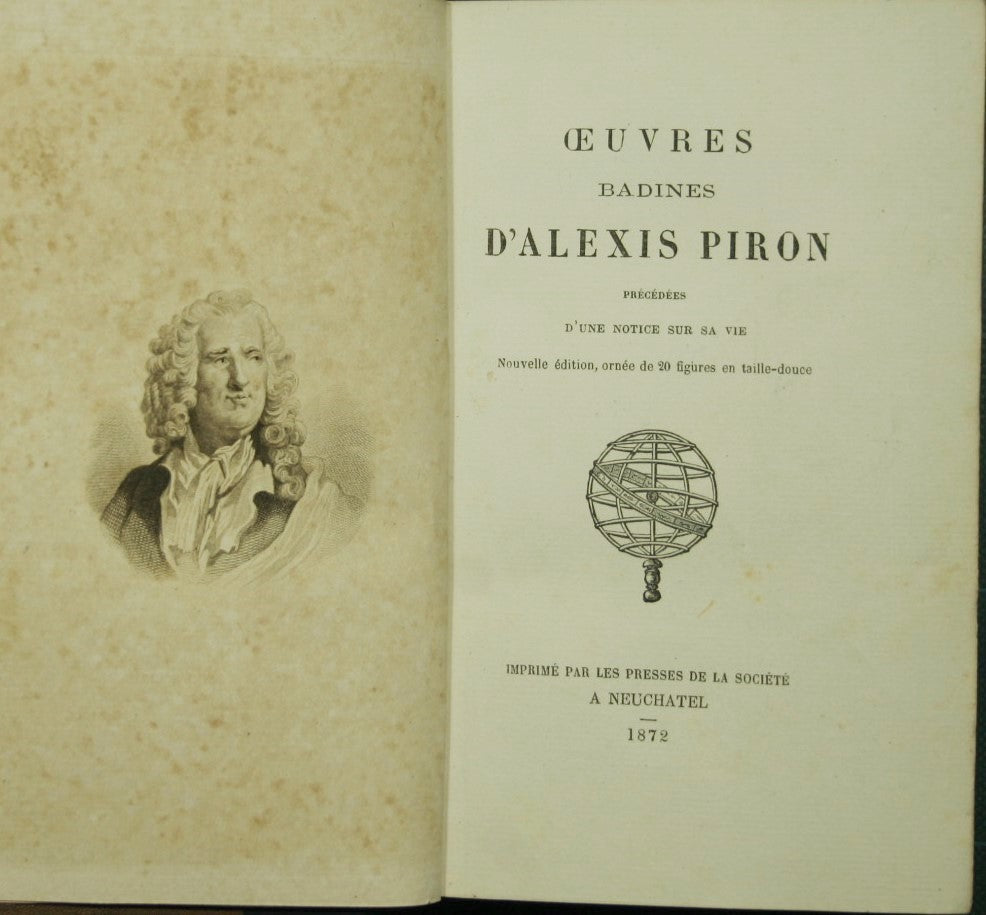 ŒUVRES
BADINES
D'ALEXIS PIRON
PRÉCÉDÉES
D'UNE NOTICE SUR SA VIE
Nouvelle édition, ornée de 20 figures en taille-douce
IMPRIMÉ PAR LES PRESSES DE LA SOCIÉTÉ
A NEUCHATEL
1872